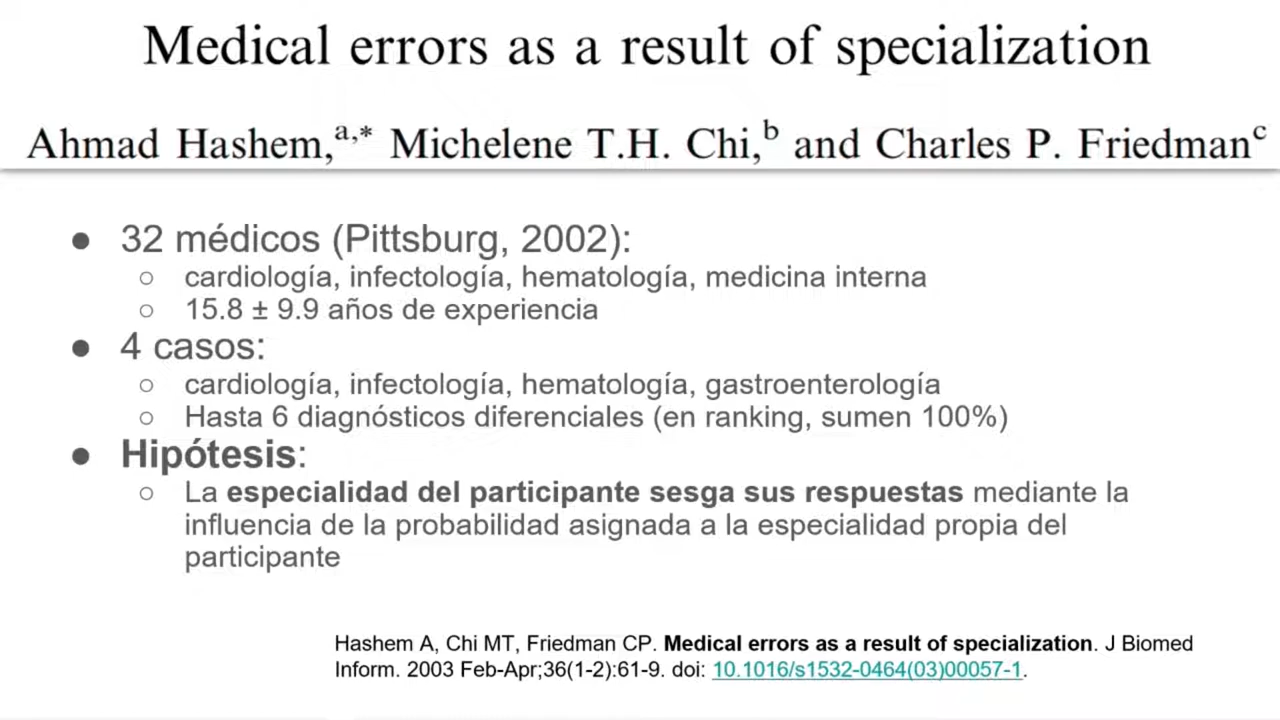 Medical errors as a result of specialization
Ahmad Hashem,a,* Michelene T.H. Chi,b and Charles P. Friedmanc
● 32 médicos (Pittsburg, 2002):
○ cardiología, infectología, hematología, medicina interna
○ 15.8 ± 9.9 años de experiencia
● 4 casos:
○ cardiología, infectología, hematología, gastroenterología
○ Hasta 6 diagnósticos diferenciales (en ranking, sumen 100%)
● Hipótesis:
○ La especialidad del participante sesga sus respuestas mediante la
influencia de la probabilidad asignada a la especialidad propia del
participante
Hashem A, Chi MT, Friedman CP. Medical errors as a result of specialization. J Biomed
Inform. 2003 Feb-Apr;36(1-2):61-9. doi: 10.1016/s1532-0464(03)00057-1.